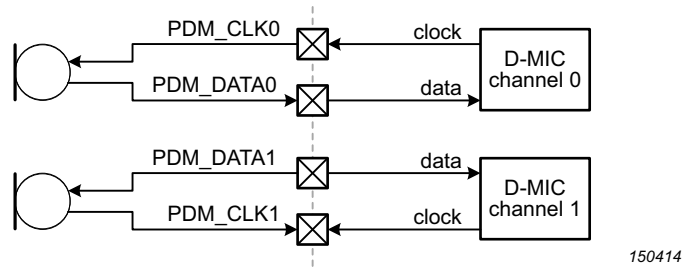 PDM_CLK0
clock
D-MIC
channel 0
PDM_DATA0
data
PDM_DATA1
data
D-MIC
channel 1
PDM_CLK1
clock
150414